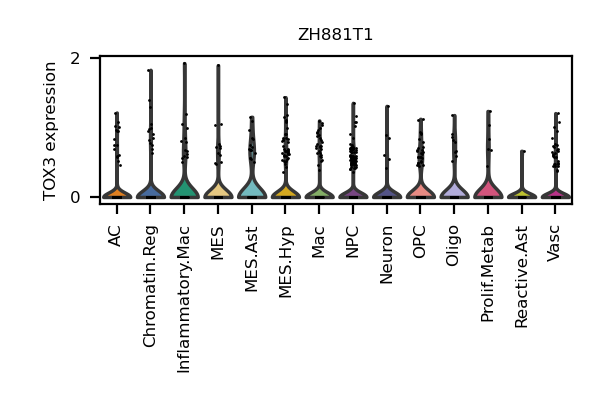 ZH881T1
TOX3 expression
2
0
AC
Chromatin.Reg
Inflammatory.Mac
MES
MES.Ast
MES.Hyp
Mac
NPC
Neuron
OPC
Oligo
Prolif.Metab
Reactive.Ast
Vasc